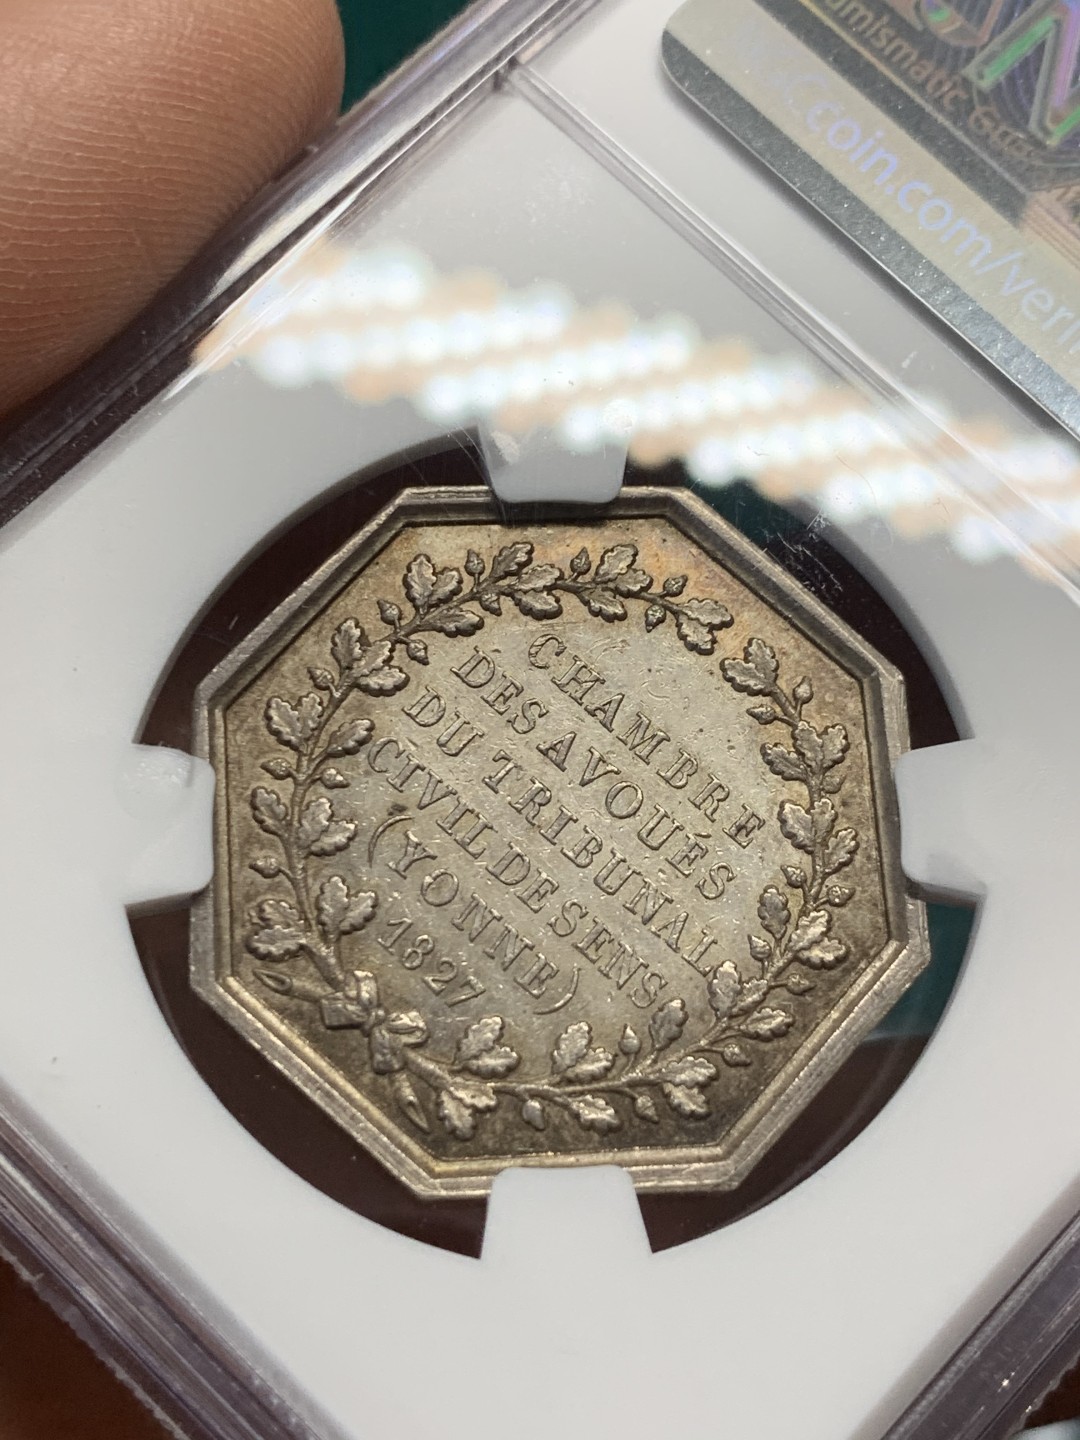 CHAMBRE
DES AVOUÉS
DU TRIBUNAL
CIVIL DE SENS
(YONNE)
1827
coin.com/veri